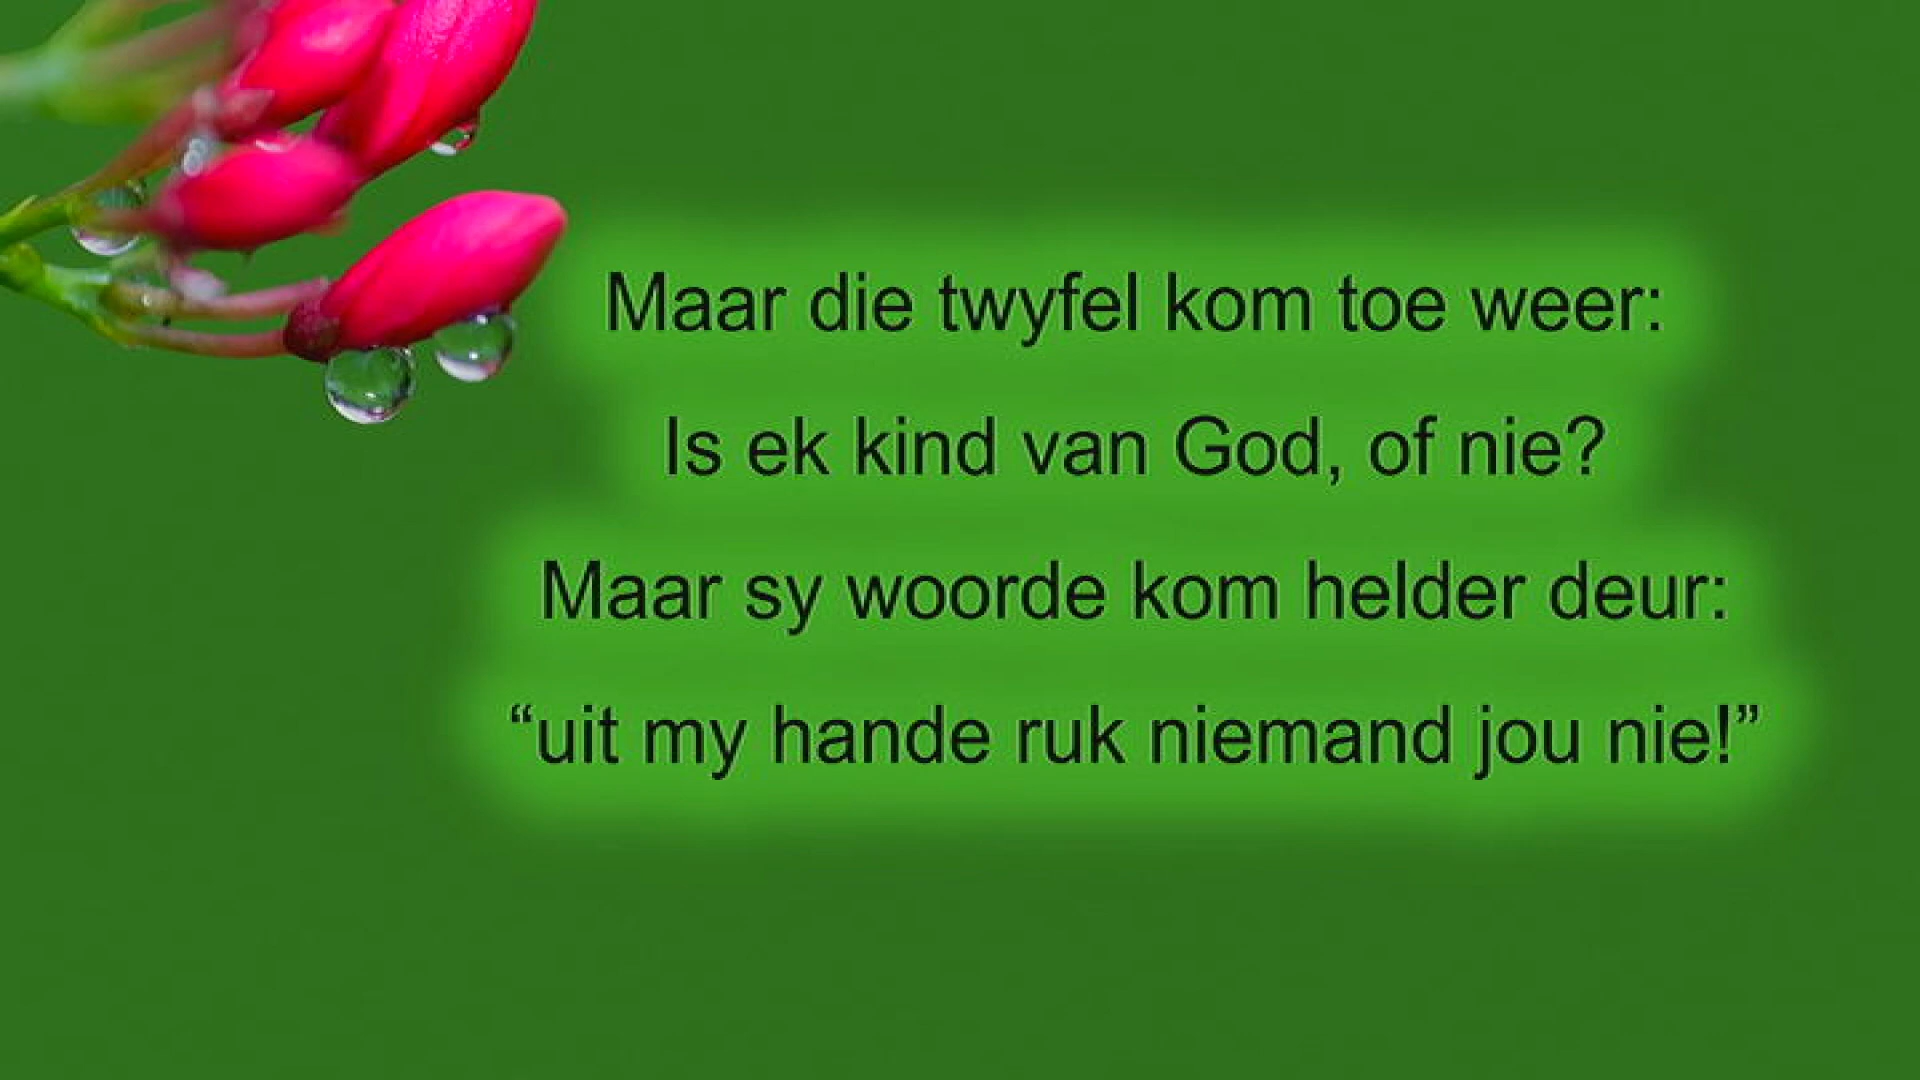 Maar die twyfel kom toe weer:
Is ek kind van God, of nie?
Maar sy woorde kom helder deur:
“uit my hande ruk niemand jou nie!”